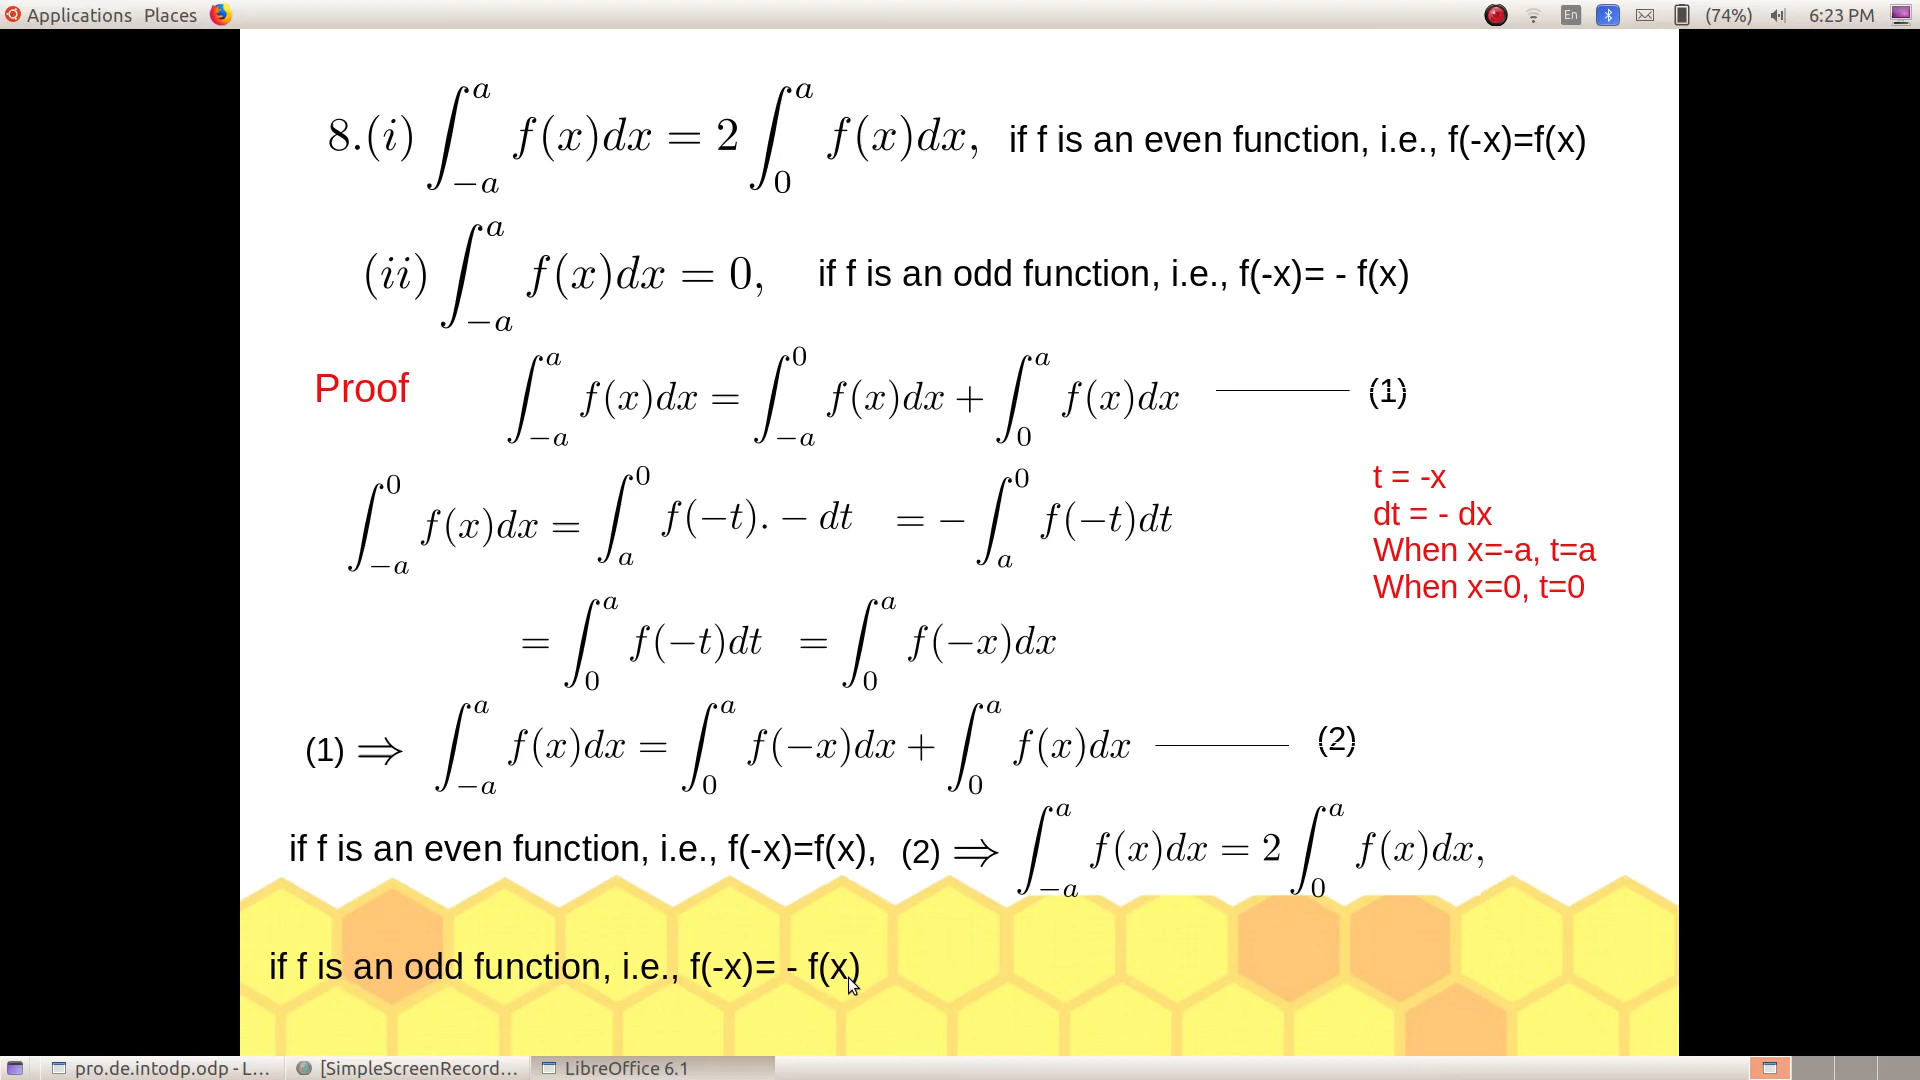 Applications Places En (74%) 6:23 PM
8.(i) ∫_{-a}^{a} f(x)dx = 2 ∫_{0}^{a} f(x)dx, if f is an even function, i.e., f(-x)=f(x)
(ii) ∫_{-a}^{a} f(x)dx = 0, if f is an odd function, i.e., f(-x)= - f(x)
Proof ∫_{-a}^{a} f(x)dx = ∫_{-a}^{0} f(x)dx + ∫_{0}^{a} f(x)dx (1)
∫_{-a}^{0} f(x)dx = ∫_{a}^{0} f(−t). − dt = − ∫_{a}^{0} f(−t)dt
t = -x
dt = - dx
When x=-a, t=a
When x=0, t=0
= ∫_{0}^{a} f(−t)dt = ∫_{0}^{a} f(−x)dx
(1) ⟹ ∫_{-a}^{a} f(x)dx = ∫_{0}^{a} f(−x)dx + ∫_{0}^{a} f(x)dx (2)
if f is an even function, i.e., f(-x)=f(x), (2) ⟹ ∫_{-a}^{a} f(x)dx = 2 ∫_{0}^{a} f(x)dx,
if f is an odd function, i.e., f(-x)= - f(x)
pro.de.intodp.odp - L... [SimpleScreenRecord... LibreOffice 6.1